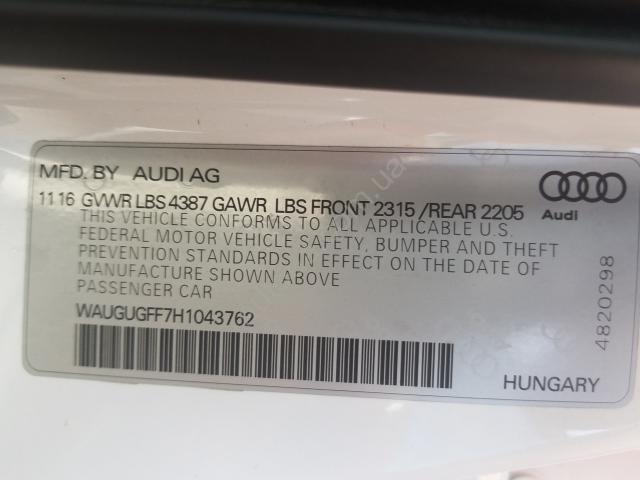 MFD. BY AUDI AG
11 16 GVWR LBS 4387 GAWR LBS FRONT 2315 /REAR 2205
Audi
THIS VEHICLE CONFORMS TO ALL APPLICABLE U.S.
FEDERAL MOTOR VEHICLE SAFETY, BUMPER AND THEFT
PREVENTION STANDARDS IN EFFECT ON THE DATE OF
MANUFACTURE SHOWN ABOVE
PASSENGER CAR
4820298
WAUGUGFF7H1043762
HUNGARY